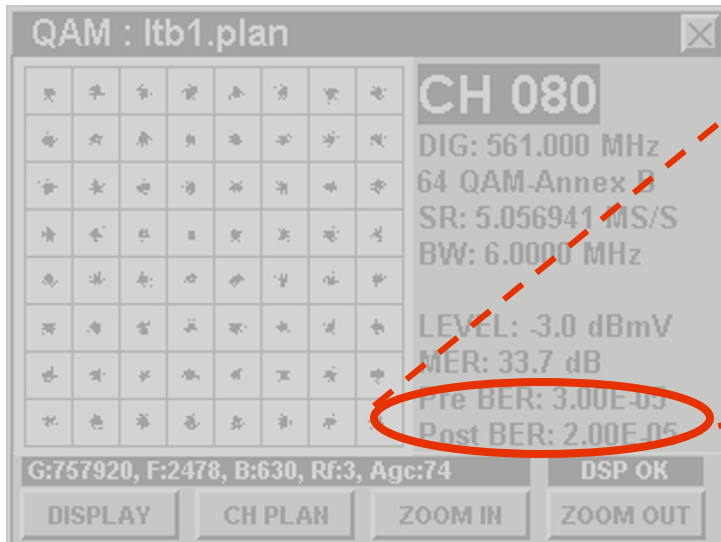 QAM : ltb1.plan
CH 080
DIG: 561.000 MHz
64 QAM-Annex B
SR: 5.056941 MS/S
BW: 6.0000 MHz
LEVEL: -3.0 dBmV
MER: 33.7 dB
Pre BER: 3.00E-05
Post BER: 2.00E-05
G:757920, F:2478, B:630, Rf:3, Agc:74 DSP OK
DISPLAY CH PLAN ZOOM IN ZOOM OUT